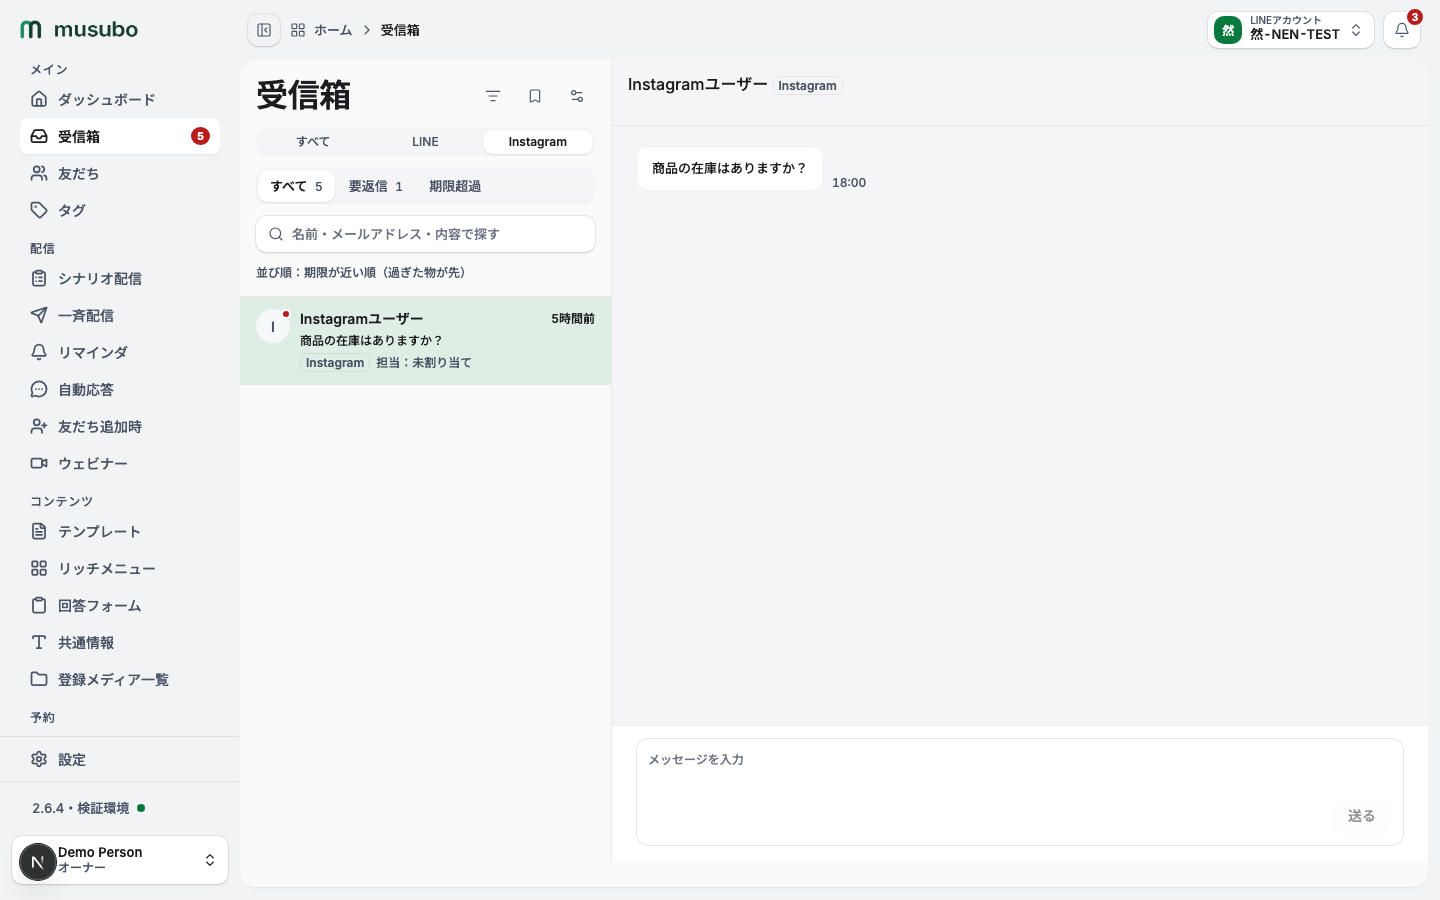 musubo
メイン
ダッシュボード
受信箱 5
友だち
タグ
配信
シナリオ配信
一斉配信
リマインダ
自動応答
友だち追加時
ウェビナー
コンテンツ
テンプレート
リッチメニュー
回答フォーム
共通情報
登録メディア一覧
予約
設定
2.6.4・検証環境
N
Demo Person
オーナー
ホーム > 受信箱
然
LINEアカウント
然-NEN-TEST
3
受信箱
すべて LINE Instagram
すべて 5 要返信 1 期限超過
名前・メールアドレス・内容で探す
並び順：期限が近い順（過ぎた物が先）
I
Instagramユーザー 5時間前
商品の在庫はありますか？
Instagram 担当：未割り当て
Instagramユーザー Instagram
商品の在庫はありますか？
18:00
メッセージを入力
送る